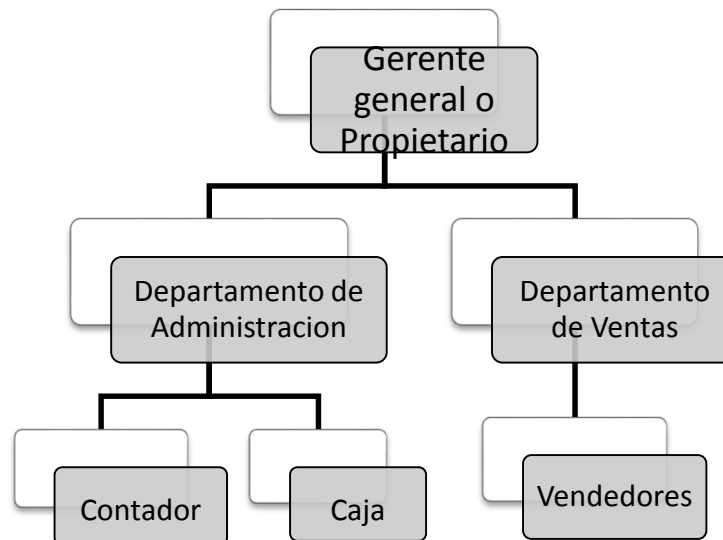 Gerente
general o
Propietario
Departamento de
Administracion
Departamento
de Ventas
Contador
Caja
Vendedores